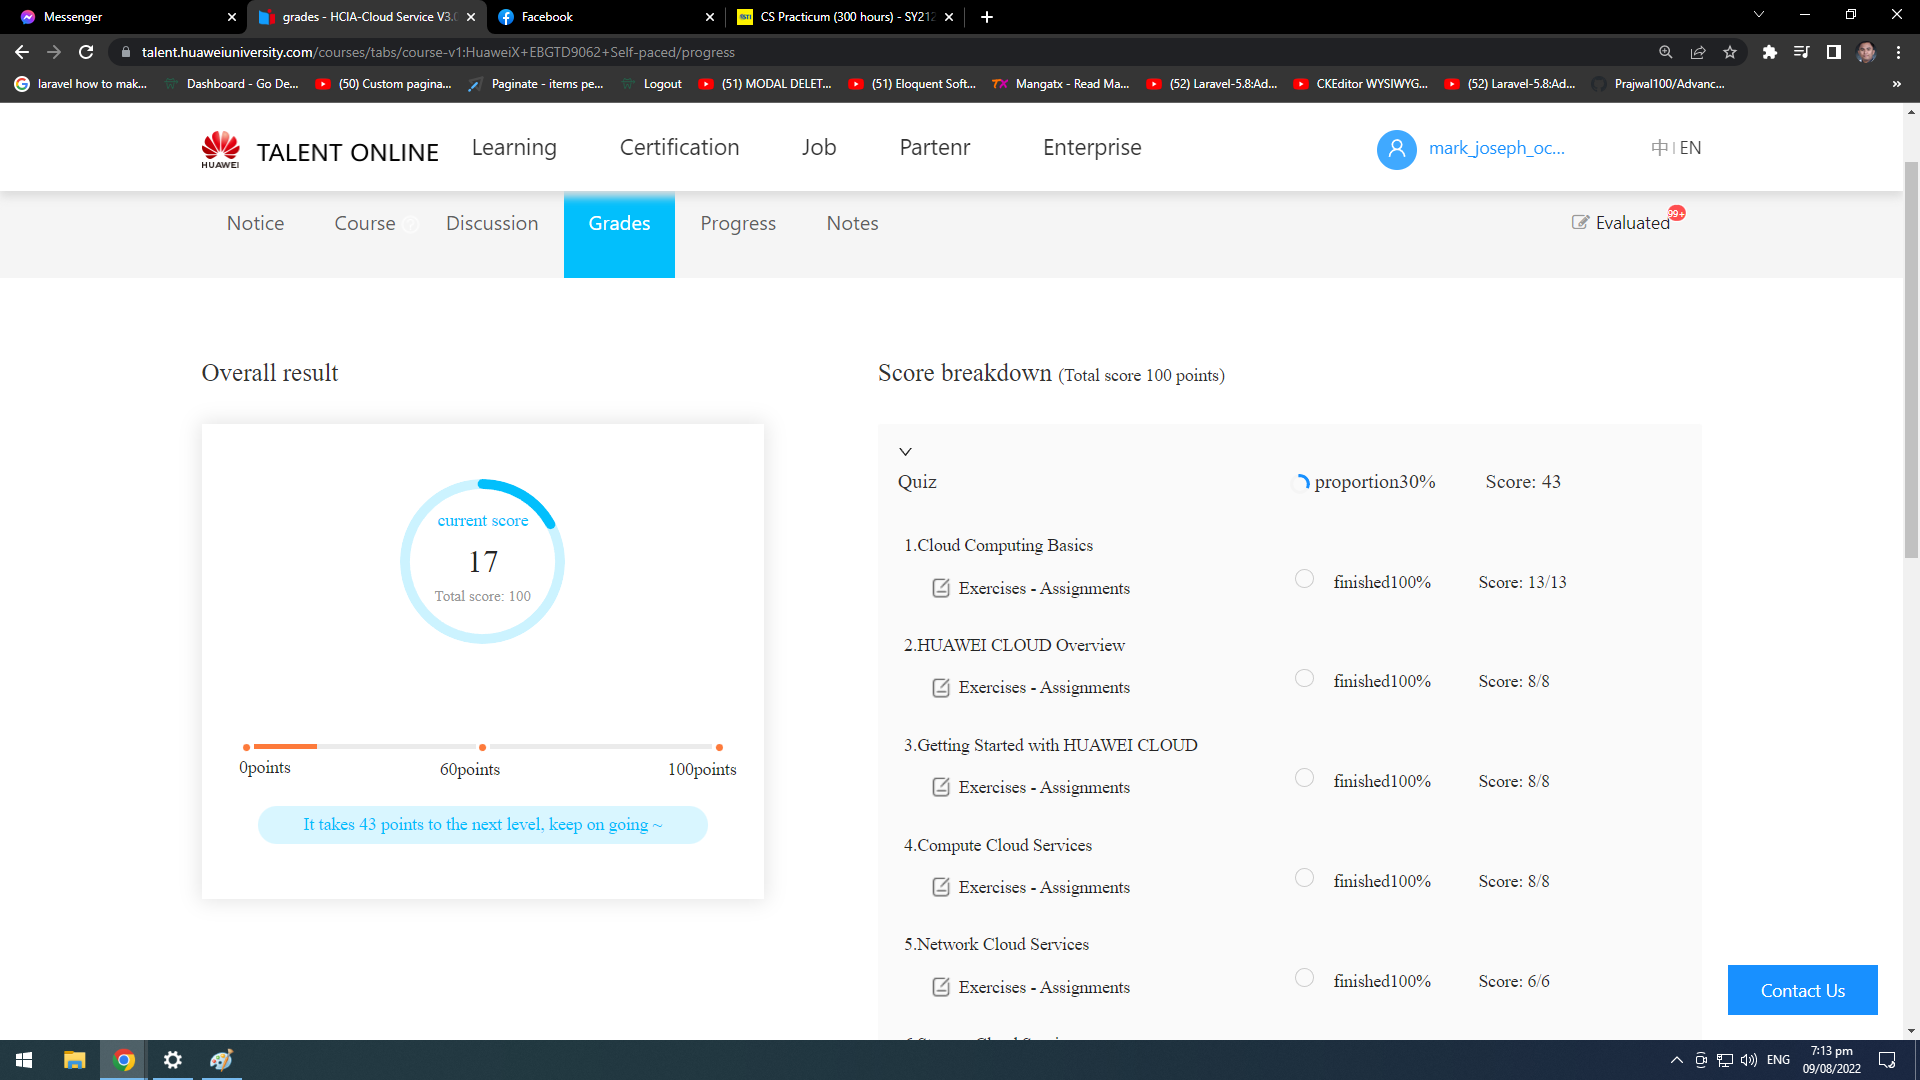 Messenger
grades - HCIA-Cloud Service V3.0
Facebook
CS Practicum (300 hours) - SY212
talent.huaweiuniversity.com/courses/tabs/course-v1:HuaweiX+EBGTD9062+Self-paced/progress
laravel how to mak...
Dashboard - Go De...
(50) Custom pagina...
Paginate - items pe...
Logout
(51) MODAL DELET...
(51) Eloquent Soft...
Mangatx - Read Ma...
(52) Laravel-5.8:Ad...
CKEditor WYSIWYG...
(52) Laravel-5.8:Ad...
Prajwal100/Advanc...
»
HUAWEI
TALENT ONLINE
Learning
Certification
Job
Partenr
Enterprise
mark_joseph_oc...
中 | EN
Notice
Course
Discussion
Grades
Progress
Notes
Evaluated
99+
Overall result
Score breakdown (Total score 100 points)
current score
17
Total score: 100
0points
60points
100points
It takes 43 points to the next level, keep on going ~
Quiz
proportion30%
Score: 43
1.Cloud Computing Basics
Exercises - Assignments
finished100%
Score: 13/13
2.HUAWEI CLOUD Overview
Exercises - Assignments
finished100%
Score: 8/8
3.Getting Started with HUAWEI CLOUD
Exercises - Assignments
finished100%
Score: 8/8
4.Compute Cloud Services
Exercises - Assignments
finished100%
Score: 8/8
5.Network Cloud Services
Exercises - Assignments
finished100%
Score: 6/6
Contact Us
ENG
7:13 pm
09/08/2022